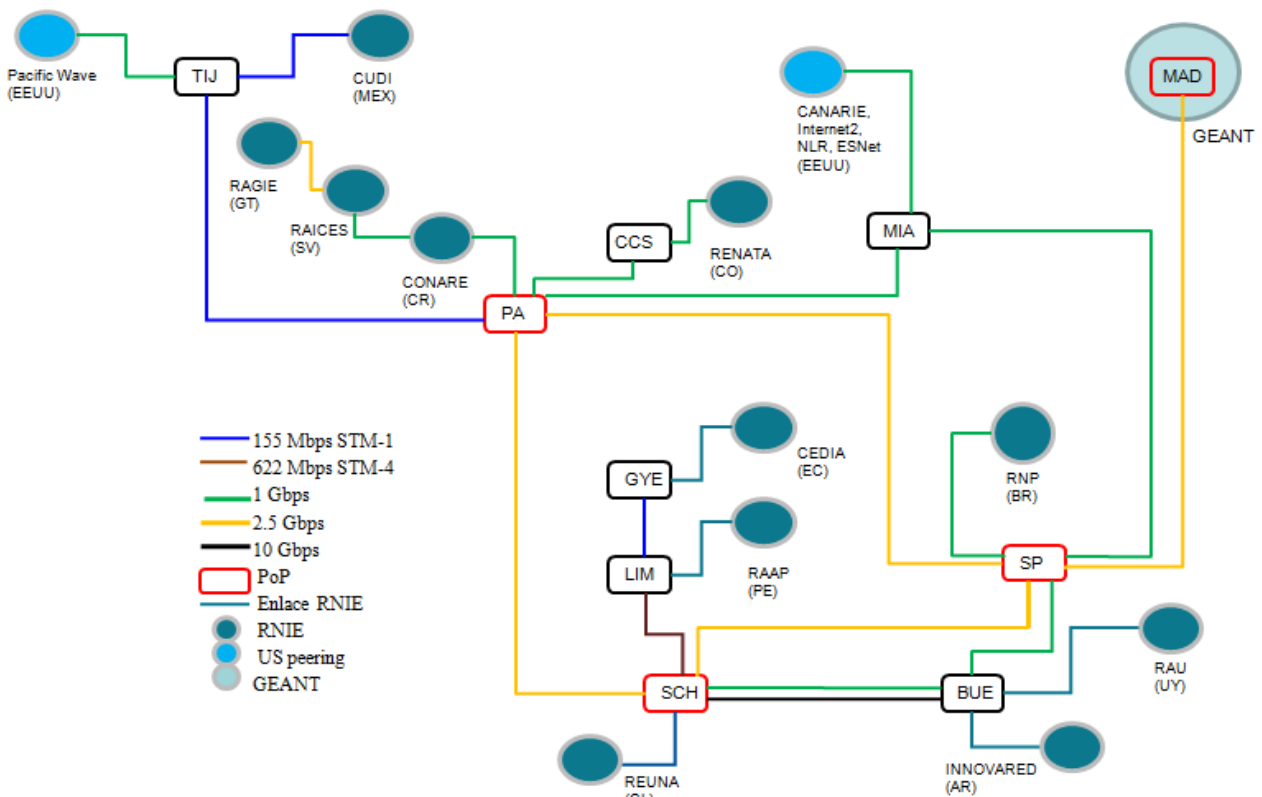 Pacific Wave
(EEUU)
TIJ
CUDI
(MEX)
CANARIE,
Internet2,
NLR, ESNet
(EEUU)
MAD
GEANT
RAGIE
(GT)
RAICES
(SV)
CONARE
(CR)
CCS
RENATA
(CO)
MIA
PA
155 Mbps STM-1
622 Mbps STM-4
1 Gbps
2.5 Gbps
10 Gbps
PoP
Enlace RNIE
RNIE
US peering
GEANT
GYE
CEDIA
(EC)
LIM
RAAP
(PE)
RNP
(BR)
SP
SCH
BUE
RAU
(UY)
REUNA
INNOVARED
(AR)